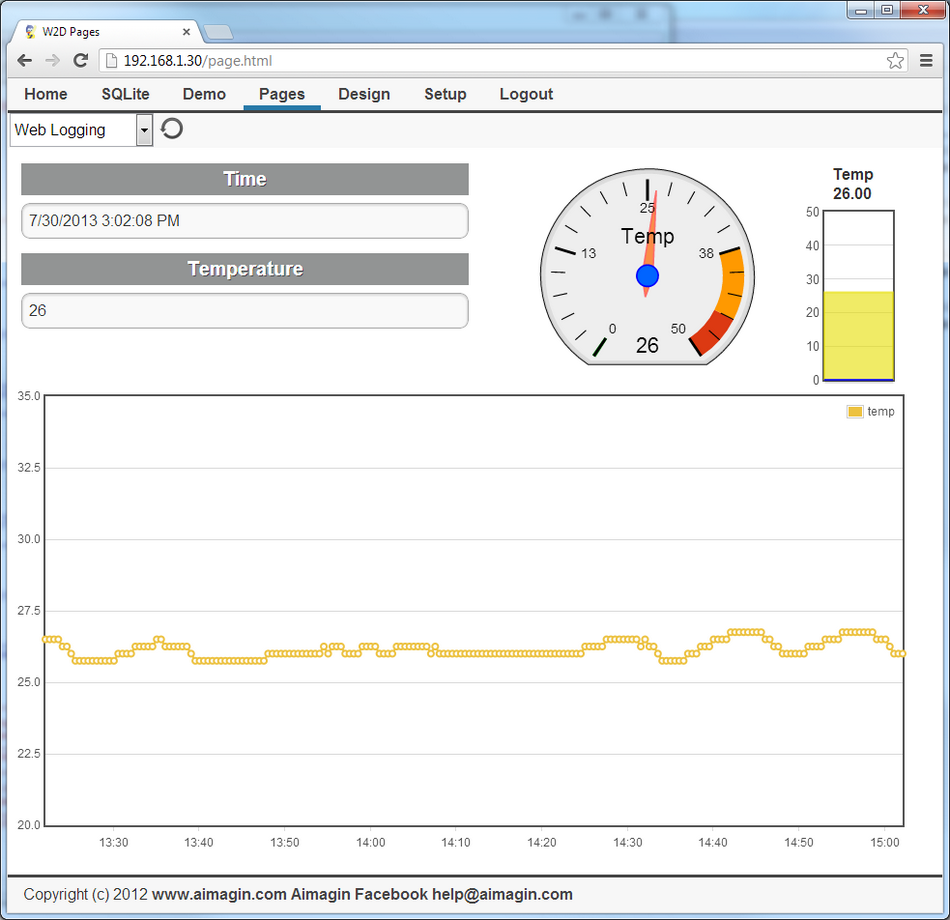 W2D Pages
192.168.1.30/page.html
Home SQLite Demo Pages Design Setup Logout
Web Logging
Time
7/30/2013 3:02:08 PM
Temperature
26
25
Temp
13
38
0
50
26
Temp
26.00
50
40
30
20
10
0
35.0
32.5
30.0
27.5
25.0
22.5
20.0
temp
13:30 13:40 13:50 14:00 14:10 14:20 14:30 14:40 14:50 15:00
Copyright (c) 2012 www.aimagin.com Aimagin Facebook help@aimagin.com